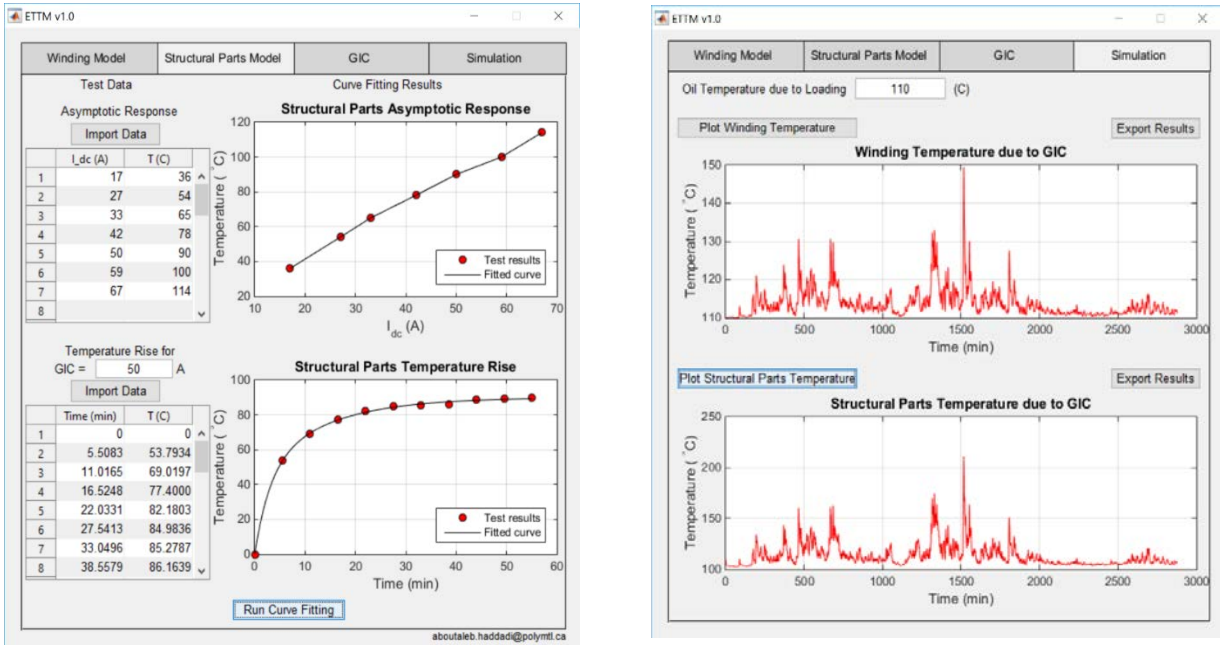 ETTM v1.0
Winding Model Structural Parts Model GIC Simulation
Test Data Curve Fitting Results
Asymptotic Response
Import Data
I_dc (A) T (C)
1 17 36
2 27 54
3 33 65
4 42 78
5 50 90
6 59 100
7 67 114
8
Structural Parts Asymptotic Response
Temperature (°C)
120
100
80
60
40
20
10 20 30 40 50 60 70
I_dc (A)
Test results
Fitted curve
Temperature Rise for
GIC = 50 A
Import Data
Time (min) T (C)
1 0 0
2 5.5083 53.7934
3 11.0165 69.0197
4 16.5248 77.4000
5 22.0331 82.1803
6 27.5413 84.9836
7 33.0496 85.2787
8 38.5579 86.1639
Structural Parts Temperature Rise
Temperature (°C)
100
80
60
40
20
0
0 10 20 30 40 50 60
Time (min)
Test results
Fitted curve
Run Curve Fitting
aboutaleb.haddadi@polymtl.ca
ETTM v1.0
Winding Model Structural Parts Model GIC Simulation
Oil Temperature due to Loading 110 (C)
Plot Winding Temperature Export Results
Winding Temperature due to GIC
Temperature (°C)
150
140
130
120
110
0 500 1000 1500 2000 2500 3000
Time (min)
Plot Structural Parts Temperature Export Results
Structural Parts Temperature due to GIC
Temperature (°C)
250
200
150
100
0 500 1000 1500 2000 2500 3000
Time (min)